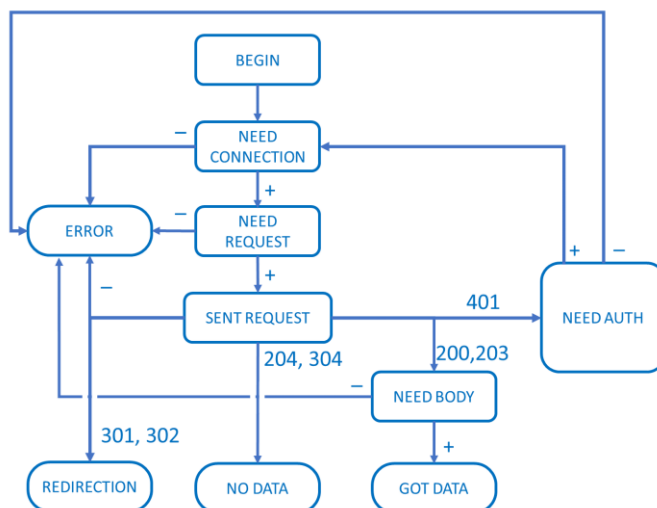 BEGIN
–
NEED
CONNECTION
+
–
NEED
REQUEST
ERROR
+
+
–
–
SENT REQUEST
401
NEED AUTH
204, 304
200,203
–
NEED BODY
301, 302
+
REDIRECTION
NO DATA
GOT DATA